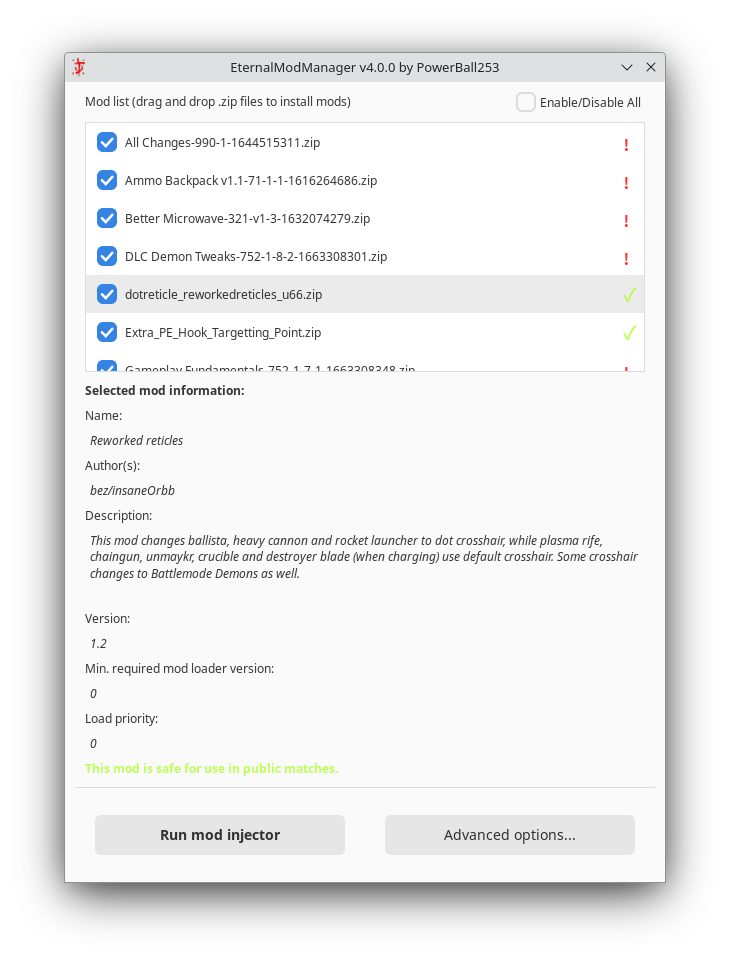 EternalModManager v4.0.0 by PowerBall253
Mod list (drag and drop .zip files to install mods)
Enable/Disable All
All Changes-990-1-1644515311.zip
!
Ammo Backpack v1.1-71-1-1-1616264686.zip
!
Better Microwave-321-v1-3-1632074279.zip
!
DLC Demon Tweaks-752-1-8-2-1663308301.zip
!
dotreticle_reworkedreticles_u66.zip
Extra_PE_Hook_Targetting_Point.zip
Gameplay Fundamentals-752-1-7-1-1663308348.zip
!
Selected mod information:
Name:
Reworked reticles
Author(s):
bez/insaneOrbb
Description:
This mod changes ballista, heavy cannon and rocket launcher to dot crosshair, while plasma rife,
chaingun, unmaykr, crucible and destroyer blade (when charging) use default crosshair. Some crosshair
changes to Battlemode Demons as well.
Version:
1.2
Min. required mod loader version:
0
Load priority:
0
This mod is safe for use in public matches.
Run mod injector
Advanced options...